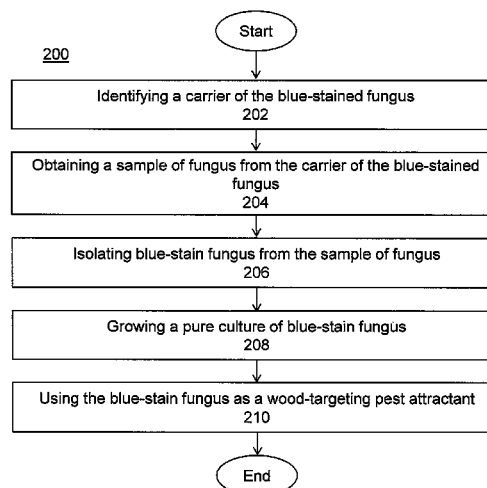 Start
200
Identifying a carrier of the blue-stained fungus
202
Obtaining a sample of fungus from the carrier of the blue-stained
fungus
204
Isolating blue-stain fungus from the sample of fungus
206
Growing a pure culture of blue-stain fungus
208
Using the blue-stain fungus as a wood-targeting pest attractant
210
End